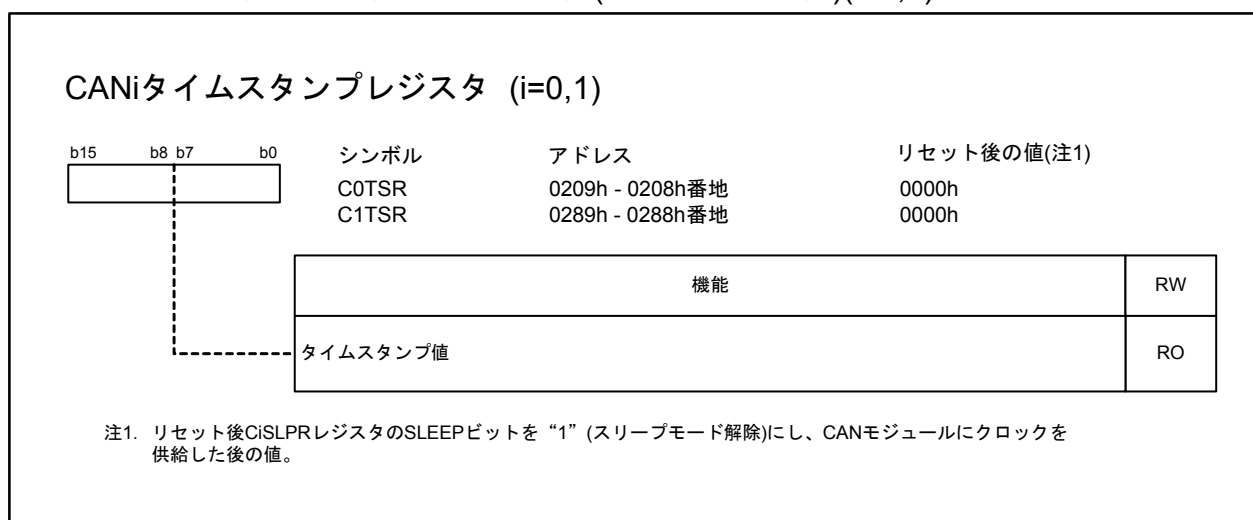 CANiタイムスタンプレジスタ (i=0,1)
b15 b8 b7 b0 シンボル アドレス リセット後の値(注1)
C0TSR 0209h - 0208h番地 0000h
C1TSR 0289h - 0288h番地 0000h
機能 RW
タイムスタンプ値 RO
注1. リセット後CiSLPRレジスタのSLEEPビットを“1”(スリープモード解除)にし、CANモジュールにクロックを
供給した後の値。